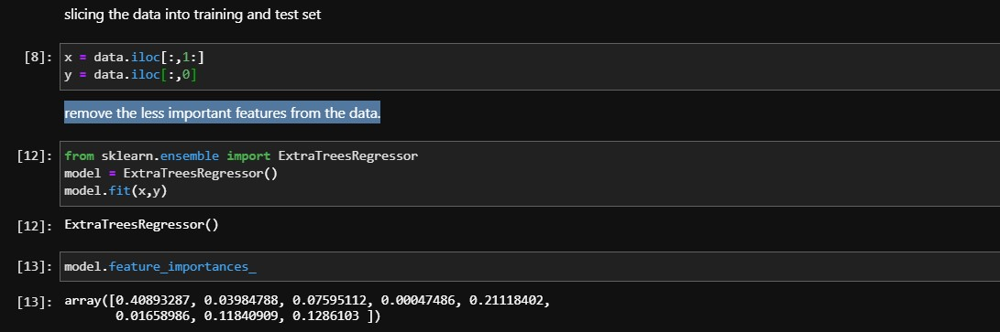 slicing the data into training and test set
[8]: x = data.iloc[:,1:]
y = data.iloc[:,0]
remove the less important features from the data.
[12]: from sklearn.ensemble import ExtraTreesRegressor
model = ExtraTreesRegressor()
model.fit(x,y)
[12]: ExtraTreesRegressor()
[13]: model.feature_importances_
[13]: array([0.40893287, 0.03984788, 0.07595112, 0.00047486, 0.21118402,
0.01658986, 0.11840909, 0.1286103 ])